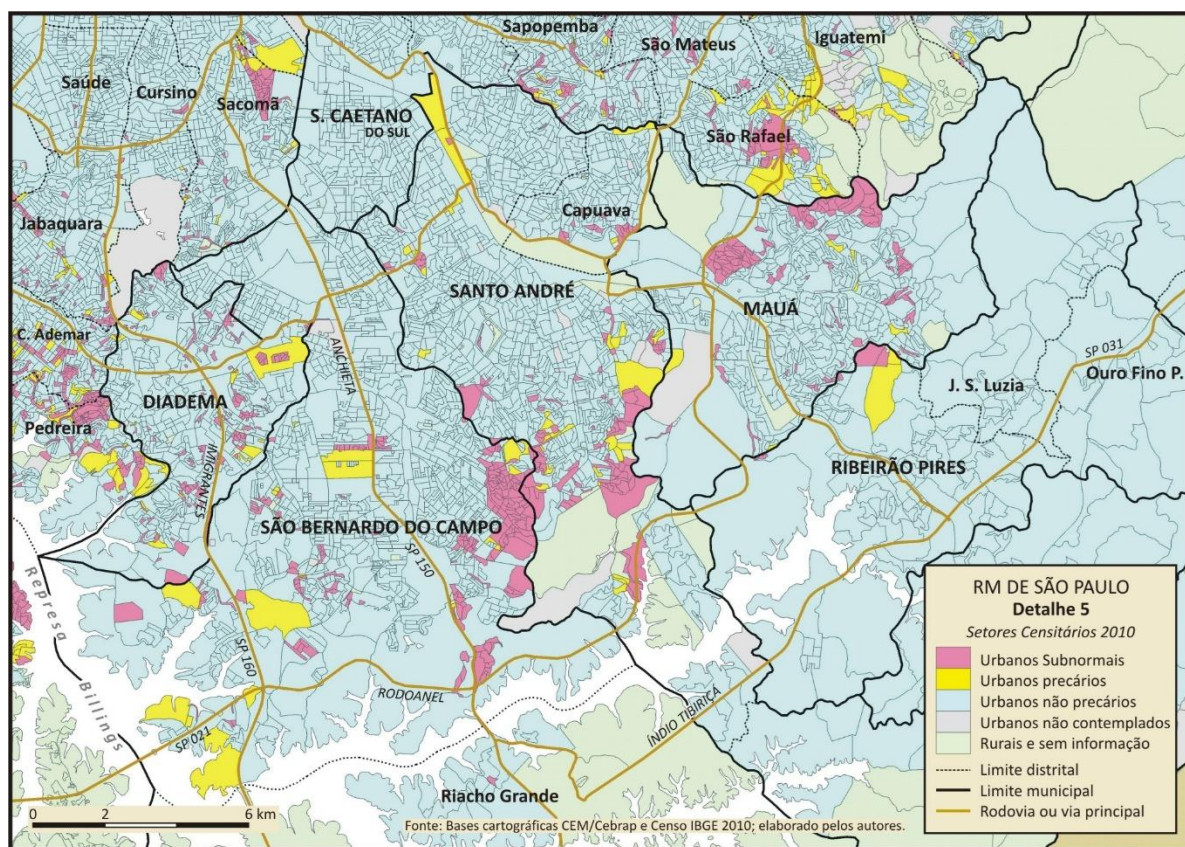 Sapopemba
São Mateus
Iguatemi
Saúde
Cursino
Sacomã
S. CAETANO
DO SUL
São Rafael
Jabaquara
Capuava
SANTO ANDRÉ
MAUÁ
C. Ademar
ANCHIETA
SP 031
Ouro Fino P.
J. S. Luzia
DIADEMA
Pedreira
IMIGRANTES
RIBEIRÃO PIRES
SÃO BERNARDO DO CAMPO
SP 150
Represa
Billings
SP 160
RODOANEL
SP 021
ÍNDIO TIBIRIÇÁ
Riacho Grande
0 2 6 km
Fonte: Bases cartográficas CEM/Cebrap e Censo IBGE 2010; elaborado pelos autores.
RM DE SÃO PAULO
Detalhe 5
Setores Censitários 2010
Urbanos Subnormais
Urbanos precários
Urbanos não precários
Urbanos não contemplados
Rurais e sem informação
Limite distrital
Limite municipal
Rodovia ou via principal